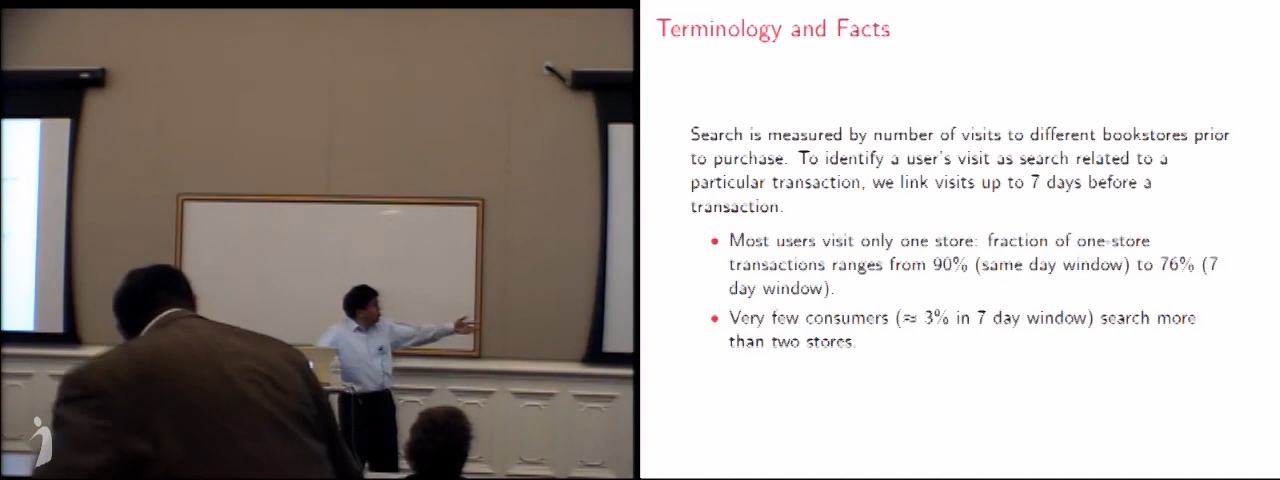 Terminology and Facts
Search is measured by number of visits to different bookstores prior
to purchase. To identify a user's visit as search related to a
particular transaction, we link visits up to 7 days before a
transaction.
• Most users visit only one store: fraction of one-store
transactions ranges from 90% (same day window) to 76% (7
day window).
• Very few consumers (≈ 3% in 7 day window) search more
than two stores.